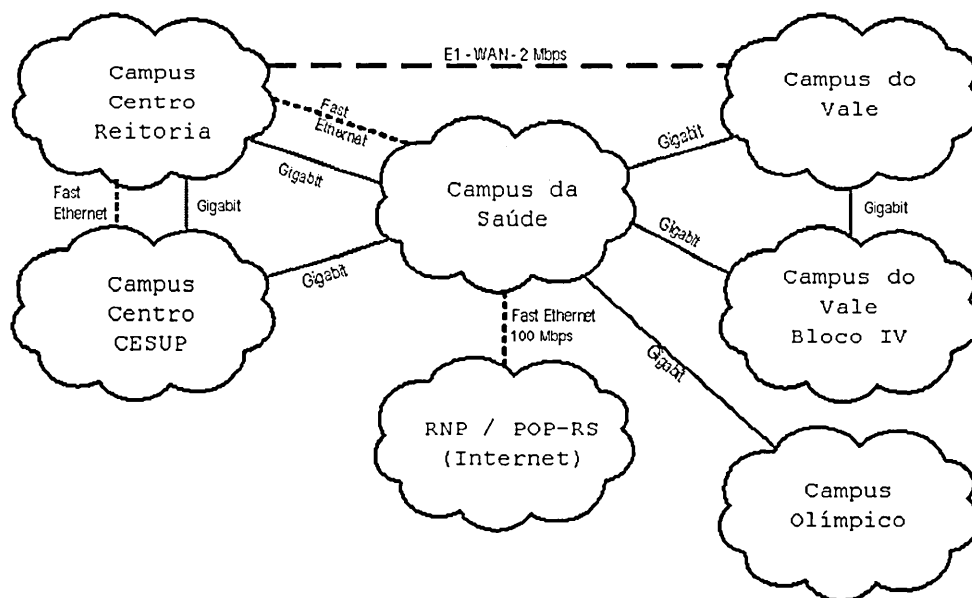 E1 - WAN - 2 Mbps
Campus
Centro
Reitoria
Fast
Ethernet
Campus do
Vale
Gigabit
Gigabit
Campus da
Saúde
Fast
Ethernet
Gigabit
Gigabit
Gigabit
Gigabit
Campus
Centro
CESUP
Campus do
Vale
Bloco IV
Fast Ethernet
100 Mbps
Gigabit
RNP / POP-RS
(Internet)
Campus
Olímpico